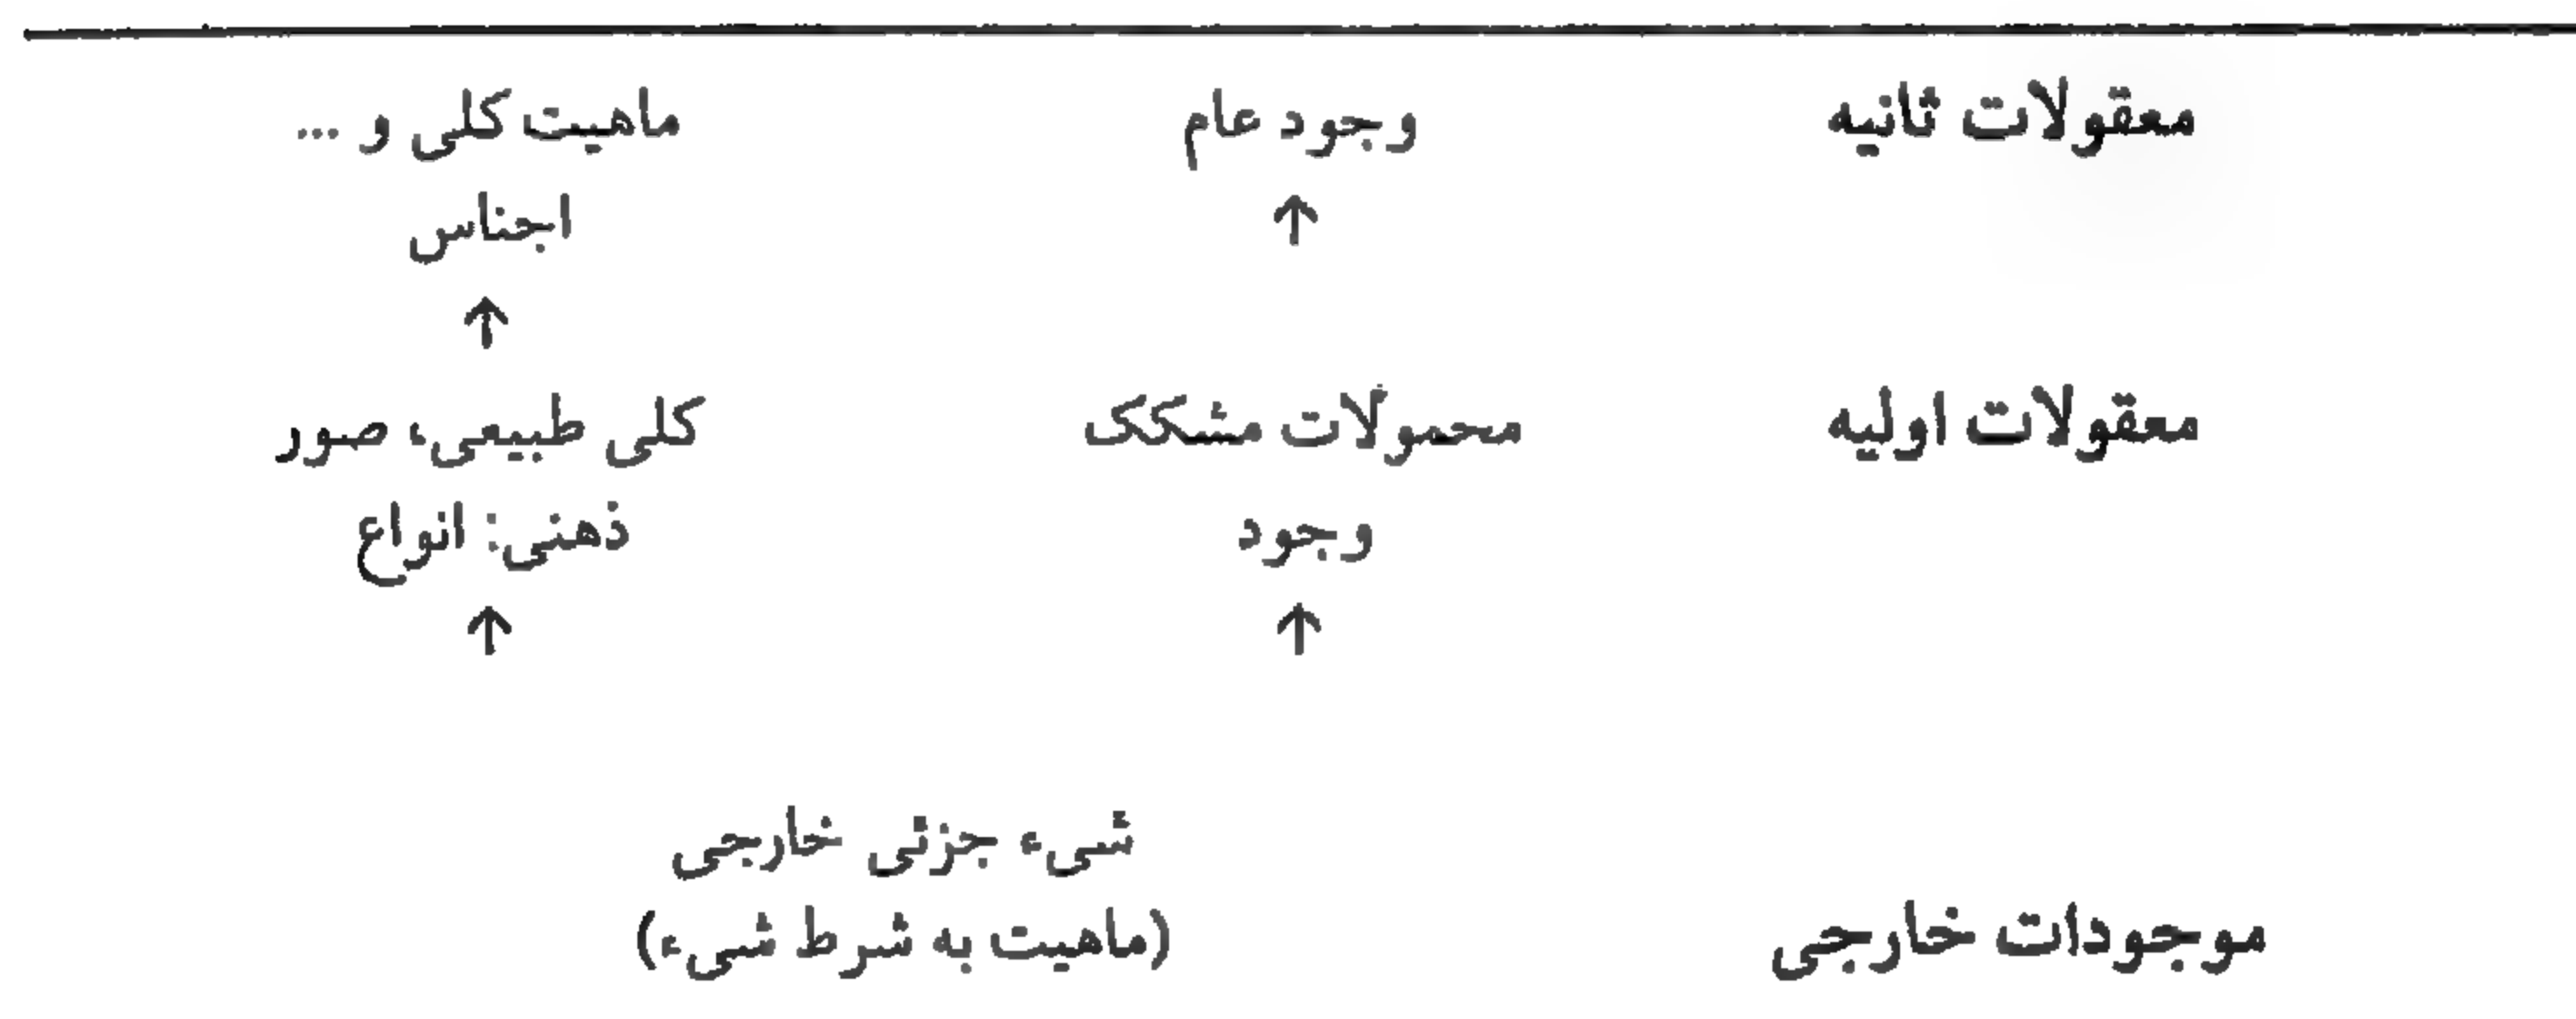 معقولات ثانیه
وجود عام
ماهیت کلی و ...
↑
اجناس
↑
معقولات اولیه
محمولات مشکک
کلی طبیعی، صور
وجود
ذهنی: انواع
↑
↑
شیء جزئی خارجی
موجودات خارجی
(ماهیت به شرط شیء)